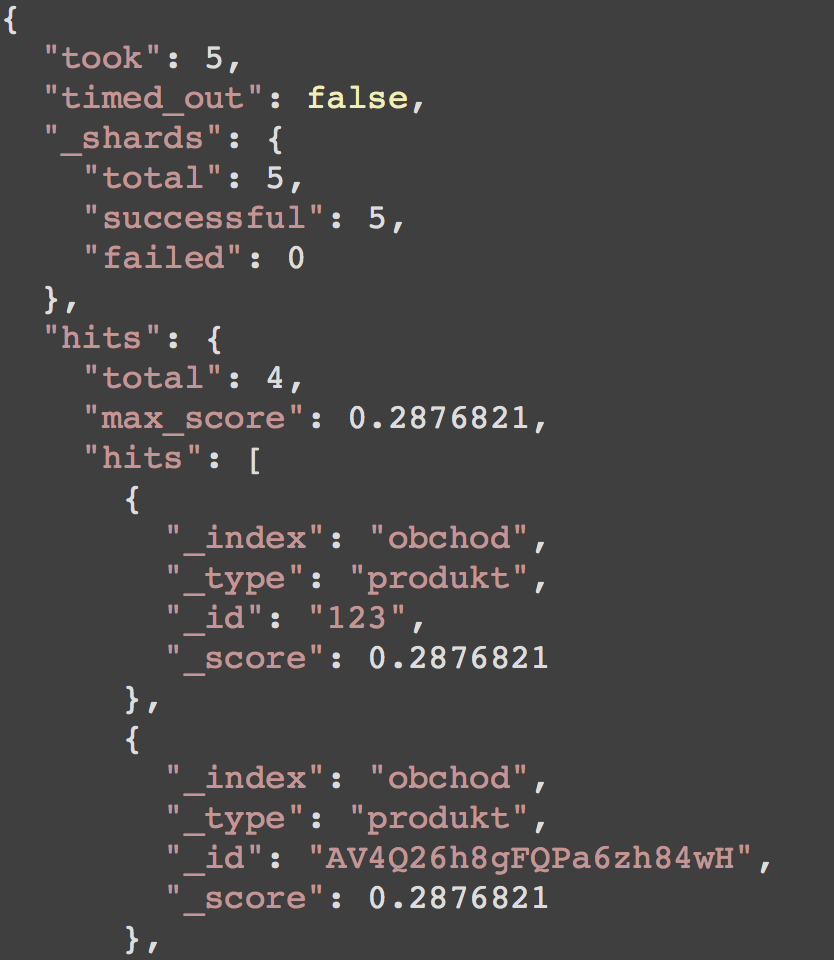 {
  "took": 5,
  "timed_out": false,
  "_shards": {
    "total": 5,
    "successful": 5,
    "failed": 0
  },
  "hits": {
    "total": 4,
    "max_score": 0.2876821,
    "hits": [
      {
        "_index": "obchod",
        "_type": "produkt",
        "_id": "123",
        "_score": 0.2876821
      },
      {
        "_index": "obchod",
        "_type": "produkt",
        "_id": "AV4Q26h8gFQPa6zh84wH",
        "_score": 0.2876821
      },